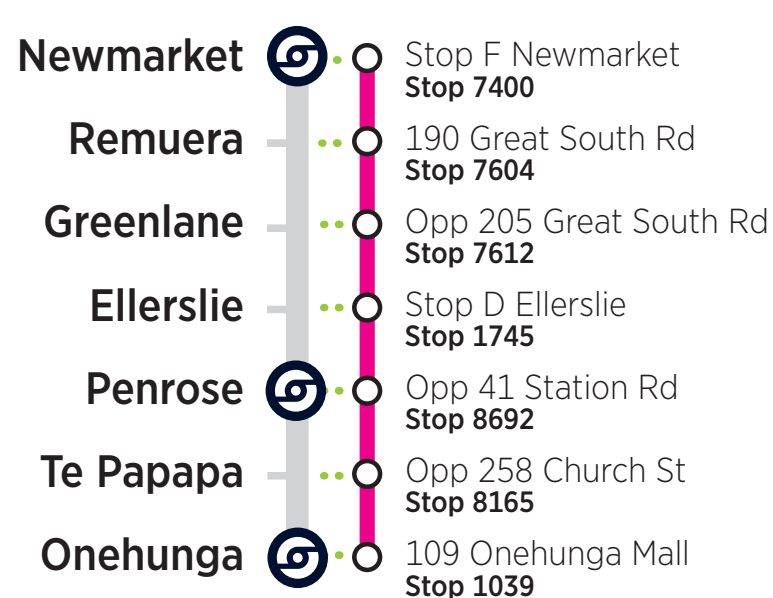 Newmarket
Stop F Newmarket
Stop 7400
Remuera
190 Great South Rd
Stop 7604
Greenlane
Opp 205 Great South Rd
Stop 7612
Ellerslie
Stop D Ellerslie
Stop 1745
Penrose
Opp 41 Station Rd
Stop 8692
Te Papapa
Opp 258 Church St
Stop 8165
Onehunga
109 Onehunga Mall
Stop 1039